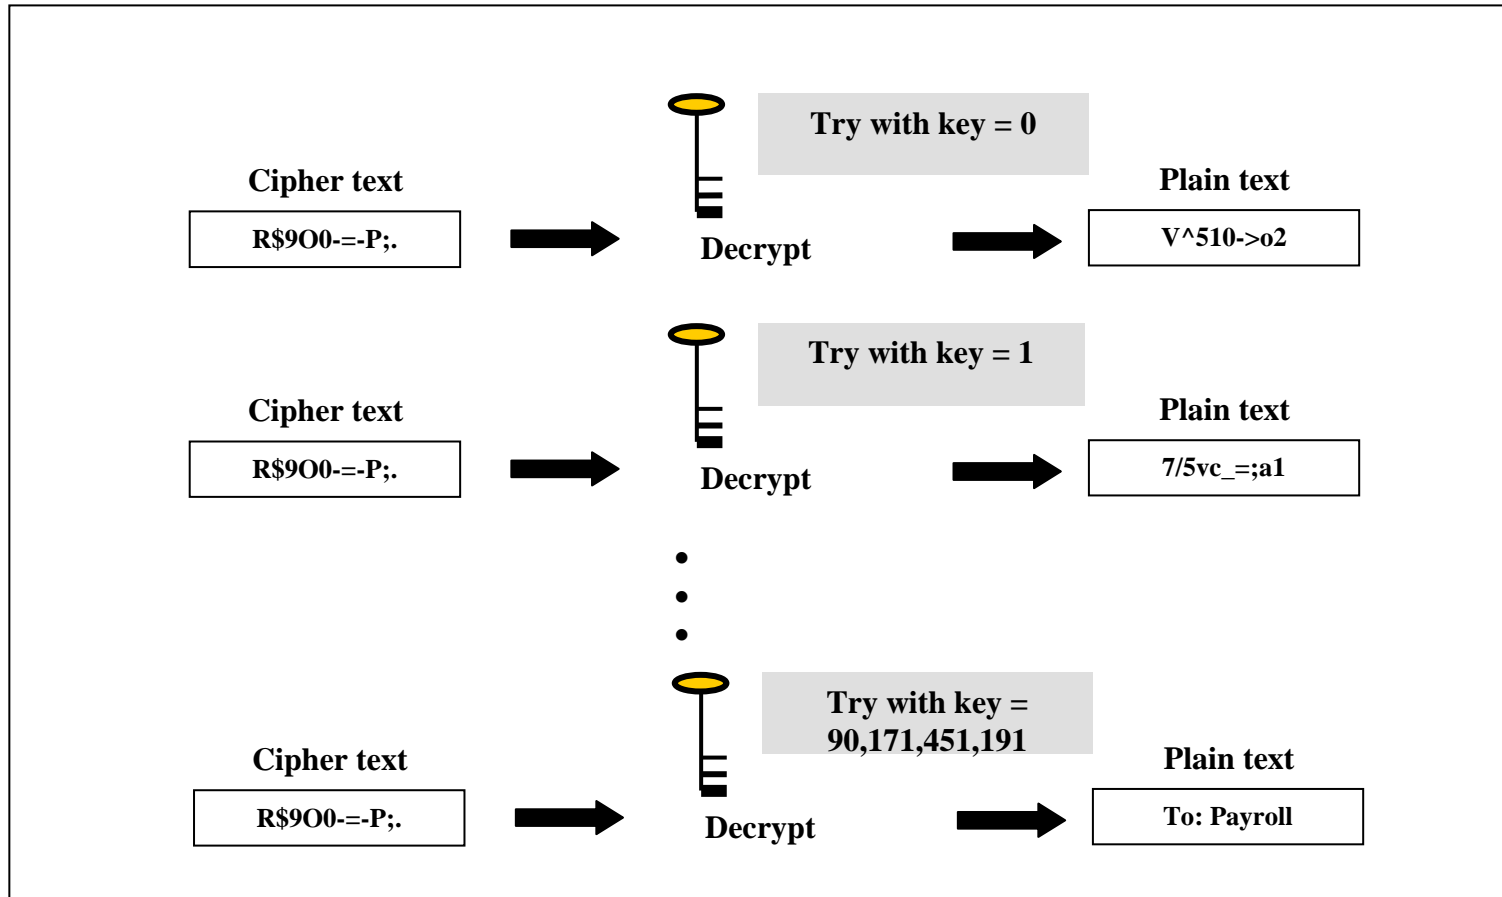 Try with key = 0
Cipher text
Plain text
R$9O0-=-P;.
Decrypt
V^510->o2
Try with key = 1
Cipher text
Plain text
R$9O0-=-P;.
Decrypt
7/5vc_=;a1
Try with key =
90,171,451,191
Cipher text
Plain text
R$9O0-=-P;.
Decrypt
To: Payroll